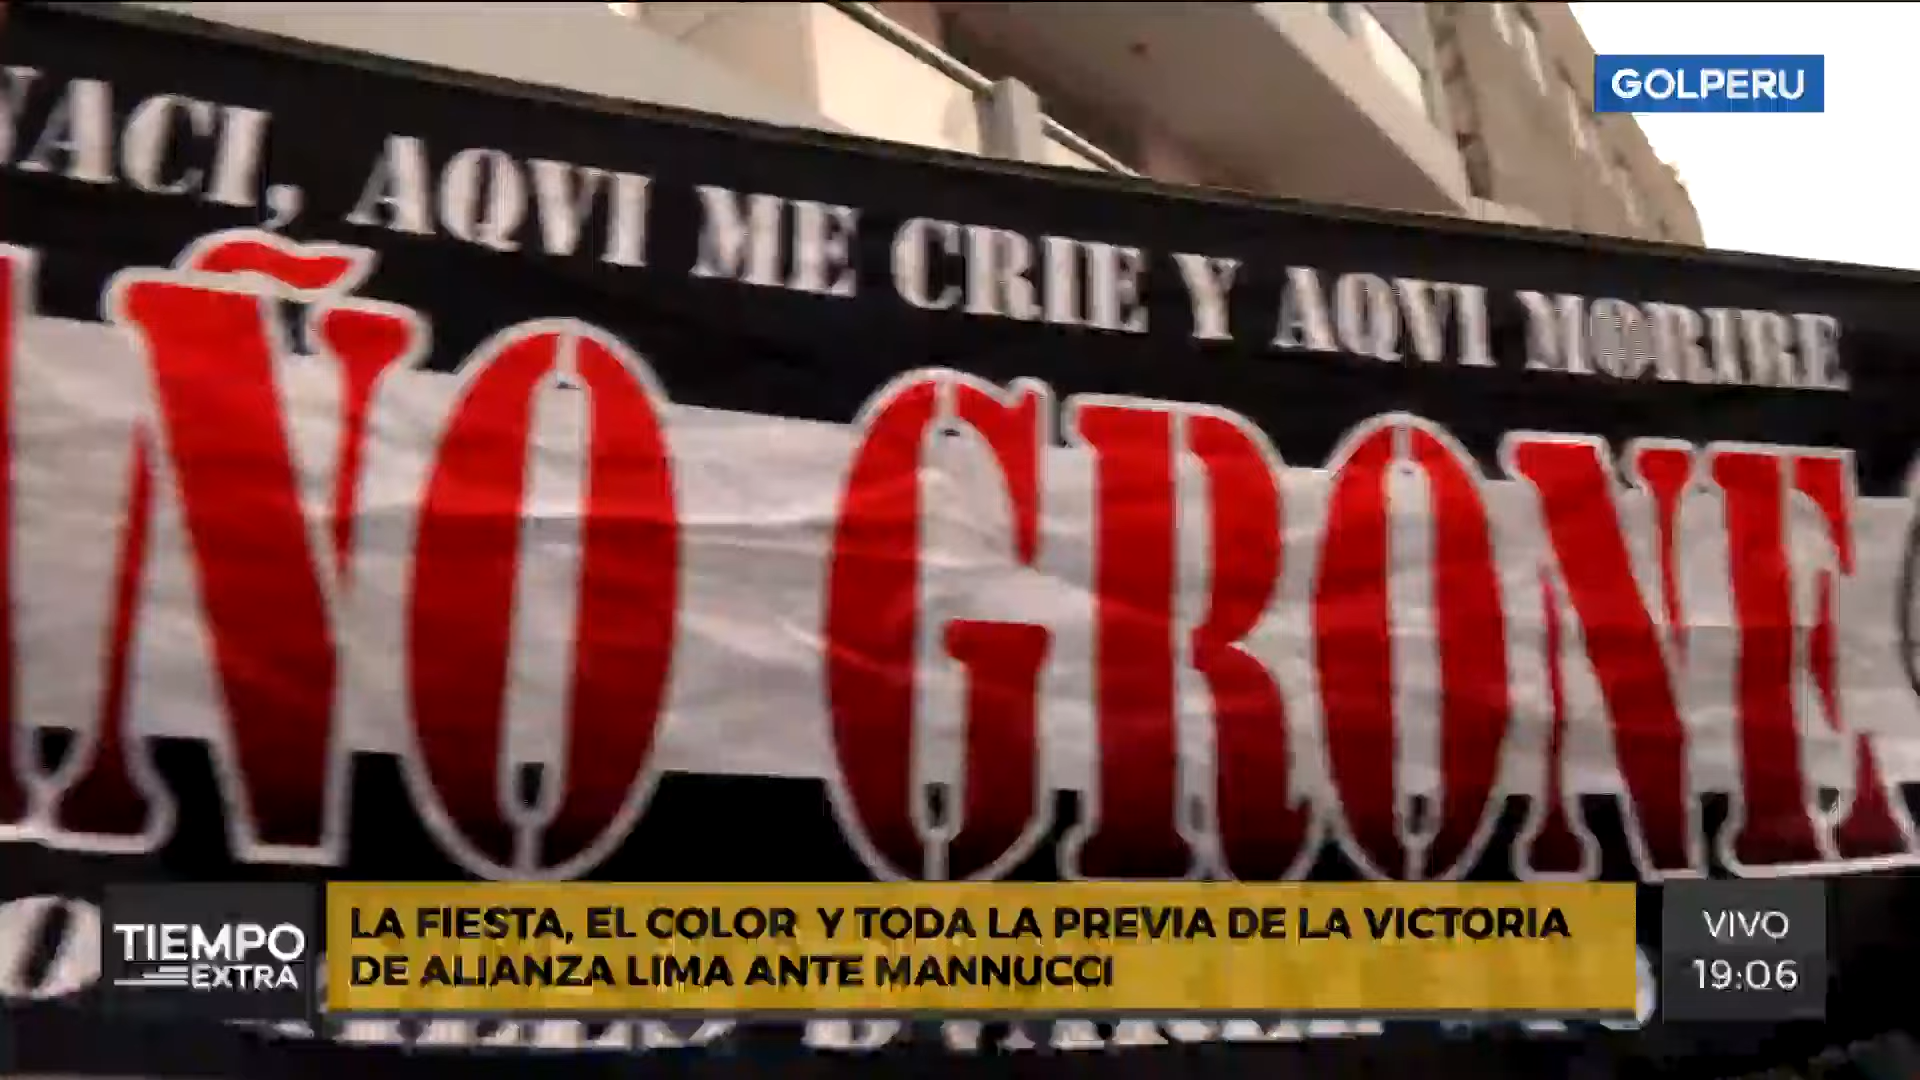 GOLPERU
NACI, AQVI ME CRIE Y AQVI MORIRE
ÑO GRONE
TIEMPO
EXTRA
LA FIESTA, EL COLOR Y TODA LA PREVIA DE LA VICTORIA
DE ALIANZA LIMA ANTE MANNUCCI
VIVO
19:06